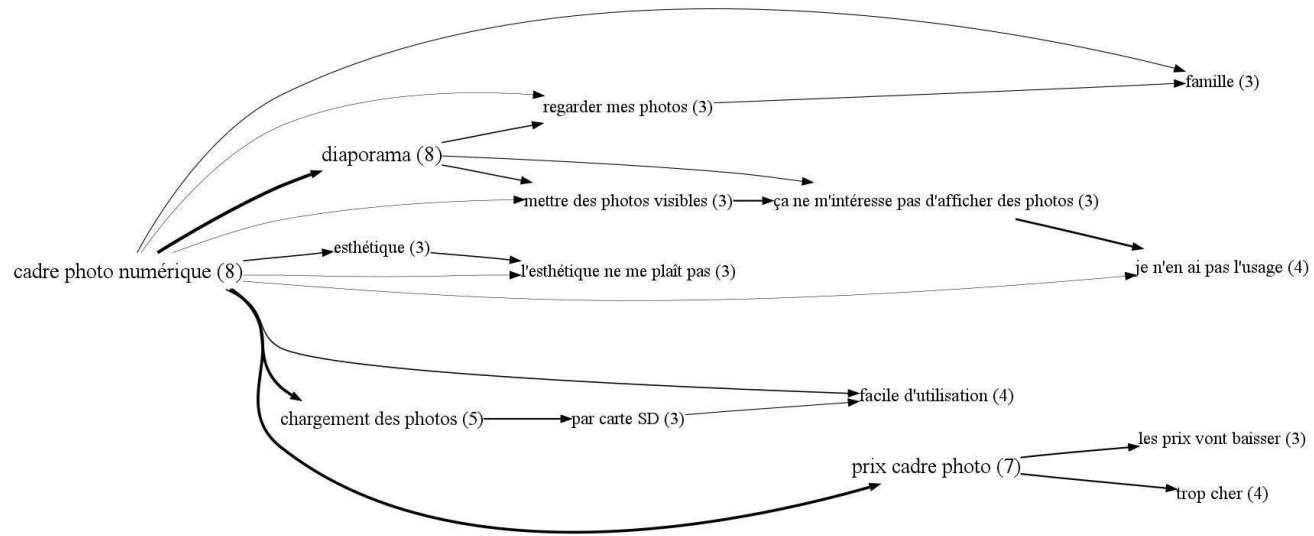 famille (3)
regarder mes photos (3)
diaporama (8)
mettre des photos visibles (3)
ça ne m'intéresse pas d'afficher des photos (3)
esthétique (3)
cadre photo numérique (8)
l'esthétique ne me plaît pas (3)
je n'en ai pas l'usage (4)
facile d'utilisation (4)
chargement des photos (5)
par carte SD (3)
les prix vont baisser (3)
prix cadre photo (7)
trop cher (4)